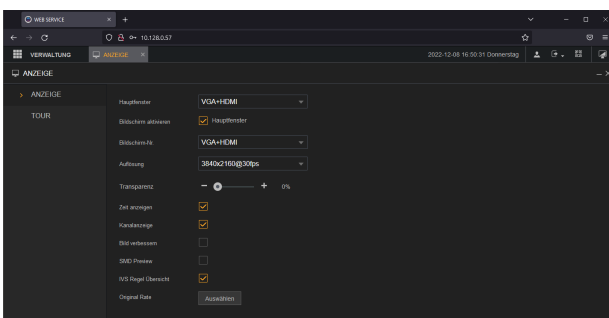 WEB SERVICE
10.128.0.57
VERWALTUNG ANZEIGE 2022-12-08 16:50:31 Donnerstag
ANZEIGE
ANZEIGE
TOUR
Hauptfenster VGA+HDMI
Bildschirm aktivieren Hauptfenster
Bildschirm-Nr. VGA+HDMI
Auflösung 3840x2160@30fps
Transparenz 0%
Zeit anzeigen
Kanalanzeige
Bild verbessern
SMD Preview
IVS Regel Übersicht
Original Rate Auswählen